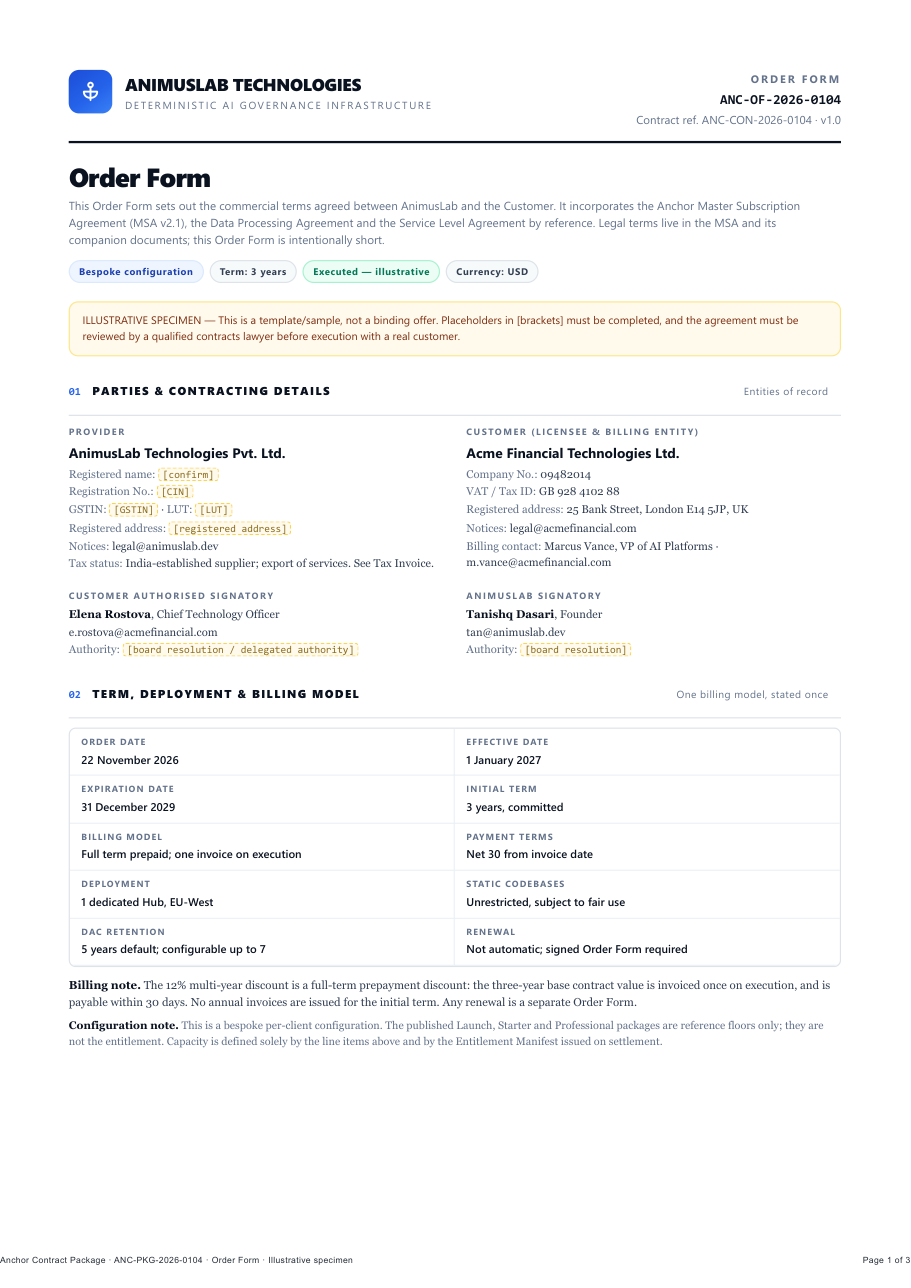 ANIMUSLAB TECHNOLOGIES
DETERMINISTIC AI GOVERNANCE INFRASTRUCTURE
ORDER FORM
ANC-OF-2026-0104
Contract ref. ANC-CON-2026-0104 · v1.0
Order Form
This Order Form sets out the commercial terms agreed between AnimusLab and the Customer. It incorporates the Anchor Master Subscription
Agreement (MSA v2.1), the Data Processing Agreement and the Service Level Agreement by reference. Legal terms live in the MSA and its
companion documents; this Order Form is intentionally short.
Bespoke configuration
Term: 3 years
Executed — illustrative
Currency: USD
ILLUSTRATIVE SPECIMEN — This is a template/sample, not a binding offer. Placeholders in [brackets] must be completed, and the agreement must be
reviewed by a qualified contracts lawyer before execution with a real customer.
01 PARTIES & CONTRACTING DETAILS
Entities of record
PROVIDER
AnimusLab Technologies Pvt. Ltd.
Registered name: [confirm]
Registration No.: [CIN]
GSTIN: [GSTIN] · LUT: [LUT]
Registered address: [registered address]
Notices: legal@animuslab.dev
Tax status: India-established supplier; export of services. See Tax Invoice.
CUSTOMER (LICENSEE & BILLING ENTITY)
Acme Financial Technologies Ltd.
Company No.: 09482014
VAT / Tax ID: GB 928 4102 88
Registered address: 25 Bank Street, London E14 5JP, UK
Notices: legal@acmefinancial.com
Billing contact: Marcus Vance, VP of AI Platforms ·
m.vance@acmefinancial.com
CUSTOMER AUTHORISED SIGNATORY
Elena Rostova, Chief Technology Officer
e.rostova@acmefinancial.com
Authority: [board resolution / delegated authority]
ANIMUSLAB SIGNATORY
Tanishq Dasari, Founder
tan@animuslab.dev
Authority: [board resolution]
02 TERM, DEPLOYMENT & BILLING MODEL
One billing model, stated once
ORDER DATE
22 November 2026
EFFECTIVE DATE
1 January 2027
EXPIRATION DATE
31 December 2029
INITIAL TERM
3 years, committed
BILLING MODEL
Full term prepaid; one invoice on execution
PAYMENT TERMS
Net 30 from invoice date
DEPLOYMENT
1 dedicated Hub, EU-West
STATIC CODEBASES
Unrestricted, subject to fair use
DAC RETENTION
5 years default; configurable up to 7
RENEWAL
Not automatic; signed Order Form required
Billing note. The 12% multi-year discount is a full-term prepayment discount: the three-year base contract value is invoiced once on execution, and is
payable within 30 days. No annual invoices are issued for the initial term. Any renewal is a separate Order Form.
Configuration note. This is a bespoke per-client configuration. The published Launch, Starter and Professional packages are reference floors only; they are
not the entitlement. Capacity is defined solely by the line items above and by the Entitlement Manifest issued on settlement.
Anchor Contract Package · ANC-PKG-2026-0104 · Order Form · Illustrative specimen
Page 1 of 3